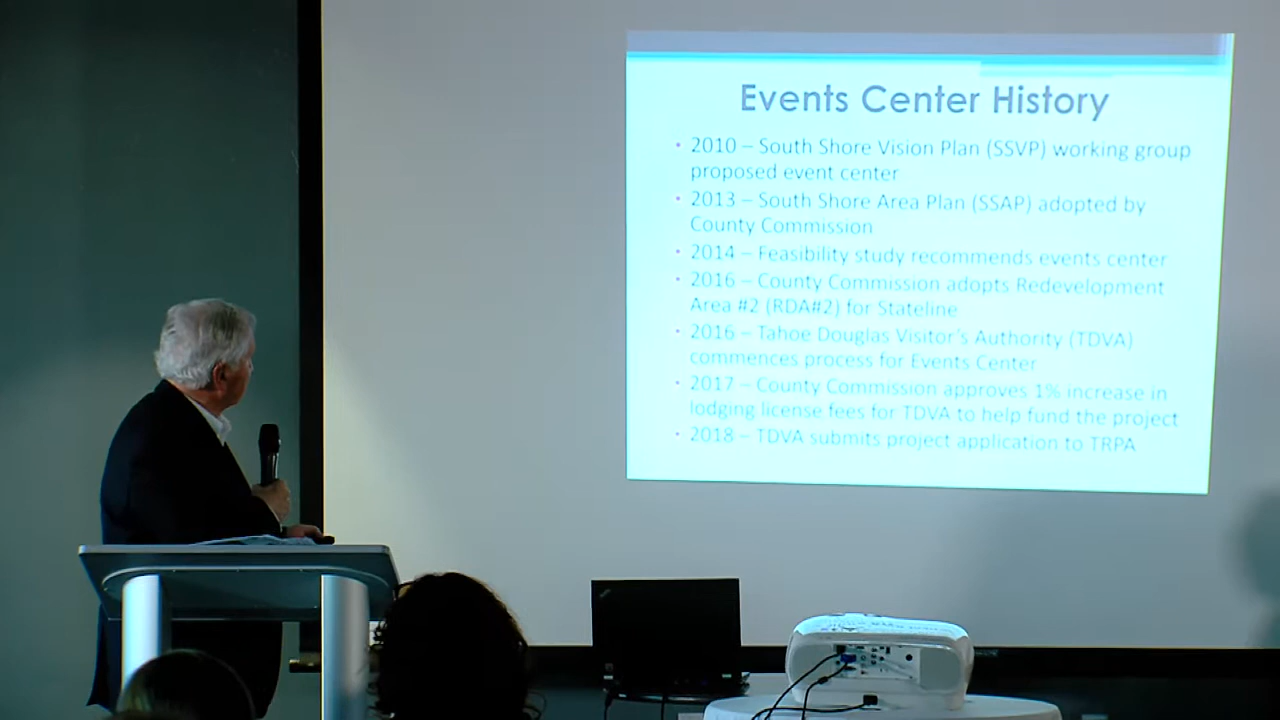 Events Center History
• 2010 – South Shore Vision Plan (SSVP) working group
proposed event center
• 2013 – South Shore Area Plan (SSAP) adopted by
County Commission
• 2014 – Feasibility study recommends events center
• 2016 – County Commission adopts Redevelopment
Area #2 (RDA#2) for Stateline
• 2016 – Tahoe Douglas Visitor's Authority (TDVA)
commences process for Events Center
• 2017 – County Commission approves 1% increase in
lodging license fees for TDVA to help fund the project
• 2018 – TDVA submits project application to TRPA